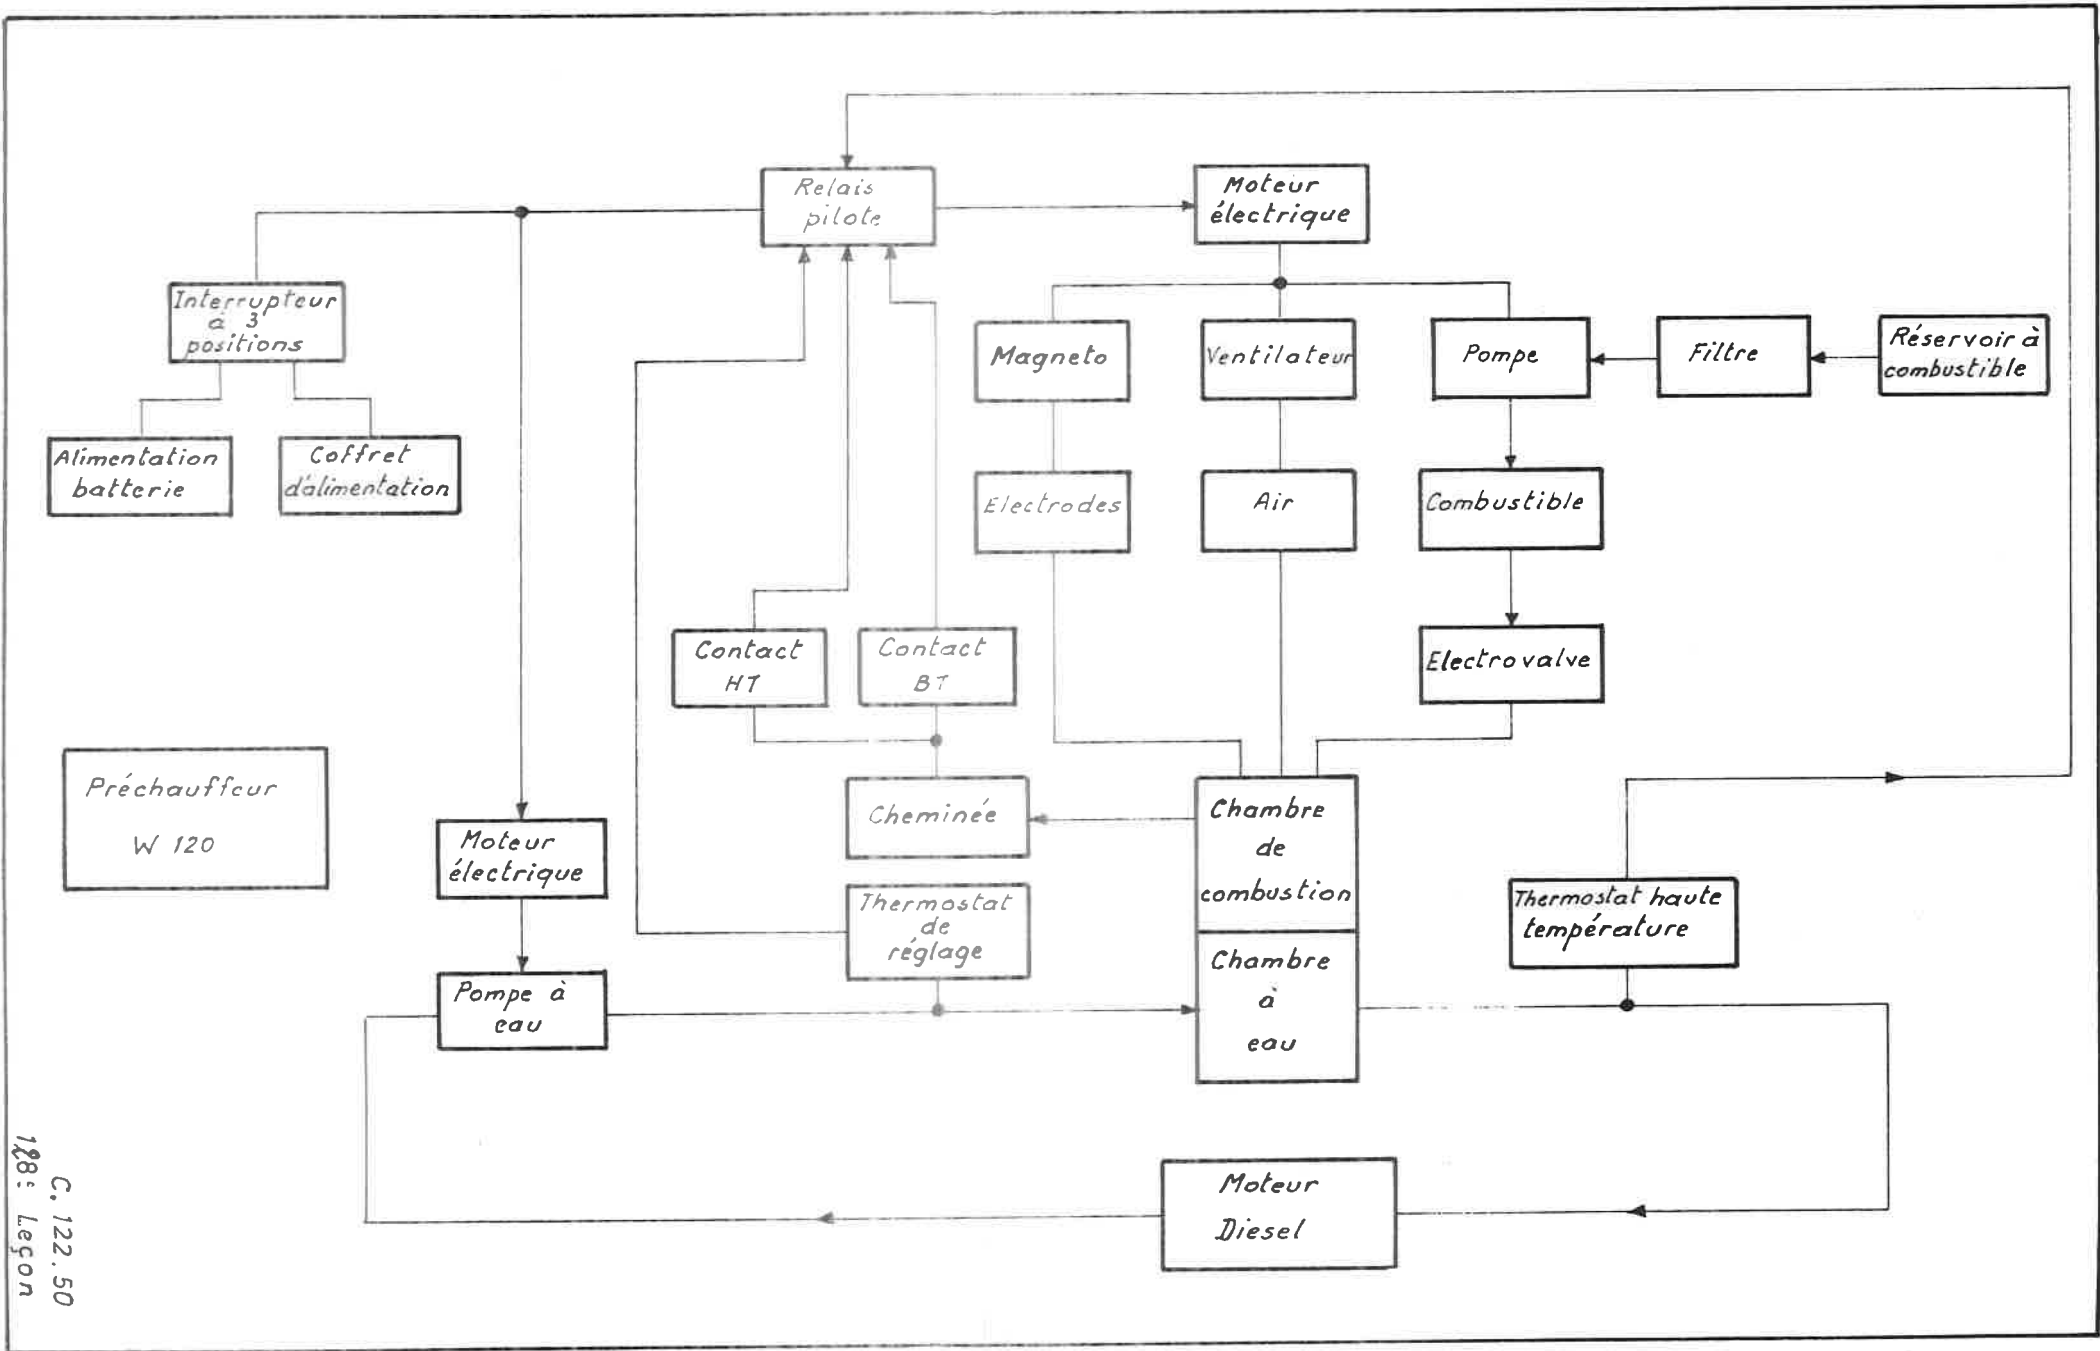 Relais
pilote
Moteur
électrique
Interrupteur
à 3
positions
Magneto
Ventilateur
Pompe
Filtre
Réservoir à
combustible
Alimentation
batterie
Coffret
d'alimentation
Electrodes
Air
Combustible
Contact
HT
Contact
BT
Electrovalve
Préchauffeur
W 120
Moteur
électrique
Cheminée
Chambre
de
combustion
Thermostat
de
réglage
Thermostat haute
température
Pompe à
eau
Chambre
à
eau
Moteur
Diesel
C. 122.50
Leçon